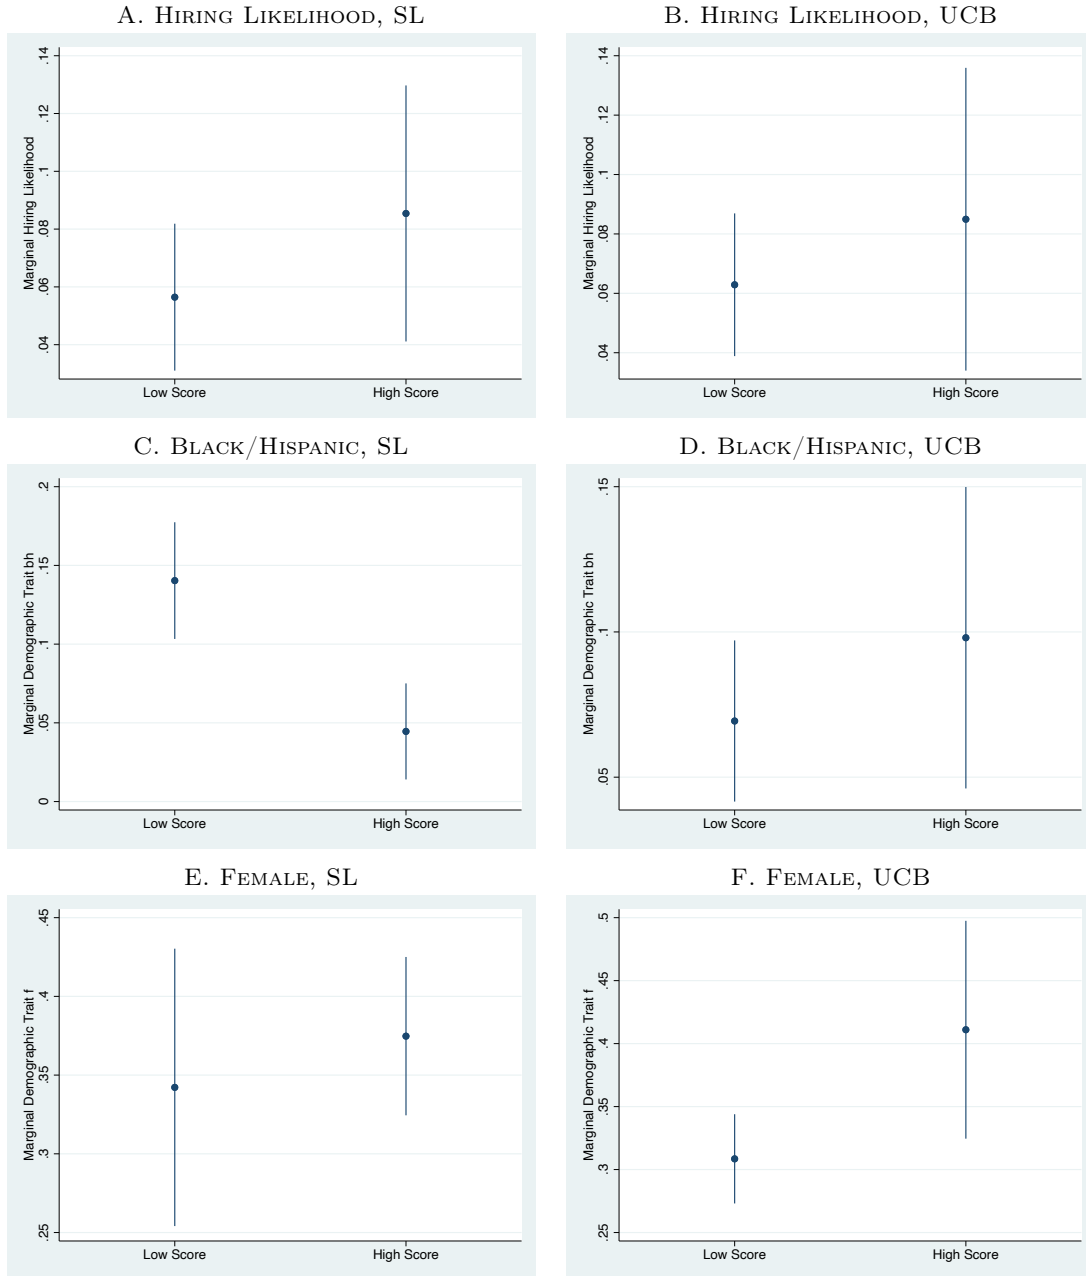 A. Hiring Likelihood, SL
Marginal Hiring Likelihood
.14
.12
.1
.08
.06
.04
Low Score
High Score
B. Hiring Likelihood, UCB
Marginal Hiring Likelihood
.14
.12
.1
.08
.06
.04
Low Score
High Score
C. Black/Hispanic, SL
Marginal Demographic Trait bh
.2
.15
.1
.05
0
Low Score
High Score
D. Black/Hispanic, UCB
Marginal Demographic Trait bh
.15
.1
.05
Low Score
High Score
E. Female, SL
Marginal Demographic Trait f
.45
.4
.35
.3
.25
Low Score
High Score
F. Female, UCB
Marginal Demographic Trait f
.5
.45
.4
.35
.3
.25
Low Score
High Score